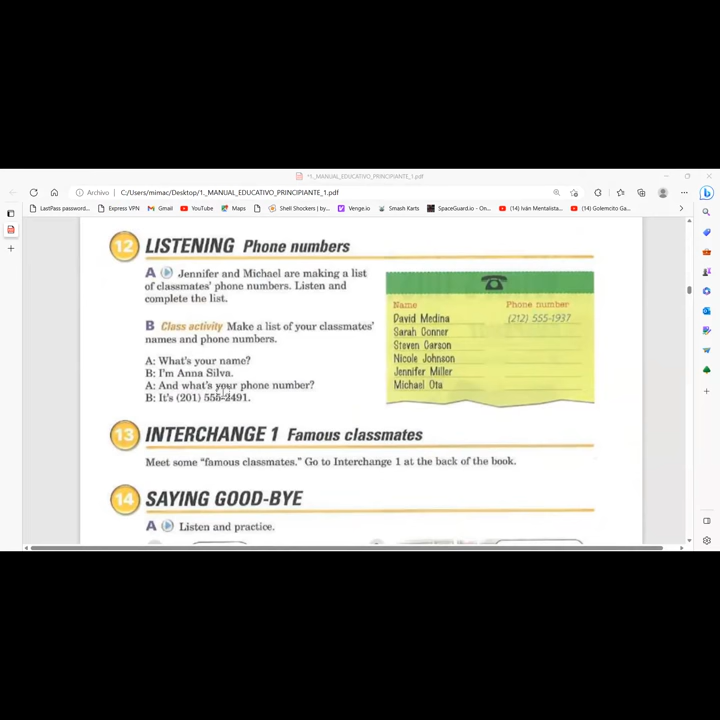 *1._MANUAL_EDUCATIVO_PRINCIPIANTE_1.pdf
Archivo | C:/Users/mimac/Desktop/1._MANUAL_EDUCATIVO_PRINCIPIANTE_1.pdf
LastPass password... Express VPN Gmail YouTube Maps Shell Shockers | by... Venge.io Smash Karts SpaceGuard.io - On... (14) Iván Mentalista... (14) Golemcito Ga...
12 LISTENING Phone numbers
A Jennifer and Michael are making a list
of classmates' phone numbers. Listen and
complete the list.
B Class activity Make a list of your classmates'
names and phone numbers.
A: What's your name?
B: I'm Anna Silva.
A: And what's your phone number?
B: It's (201) 555-2491.
Name Phone number
David Medina (212) 555-1937
Sarah Conner
Steven Carson
Nicole Johnson
Jennifer Miller
Michael Ota
13 INTERCHANGE 1 Famous classmates
Meet some "famous classmates." Go to Interchange 1 at the back of the book.
14 SAYING GOOD-BYE
A Listen and practice.